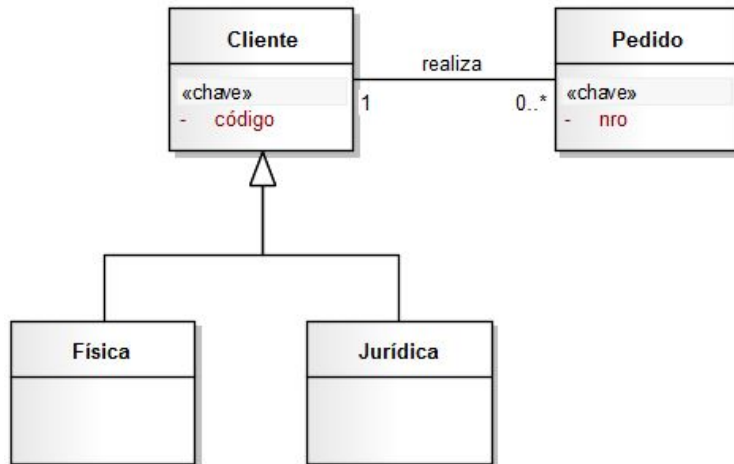 Cliente
Pedido
realiza
«chave»
- código
1
0..*
«chave»
- nro
Física
Jurídica